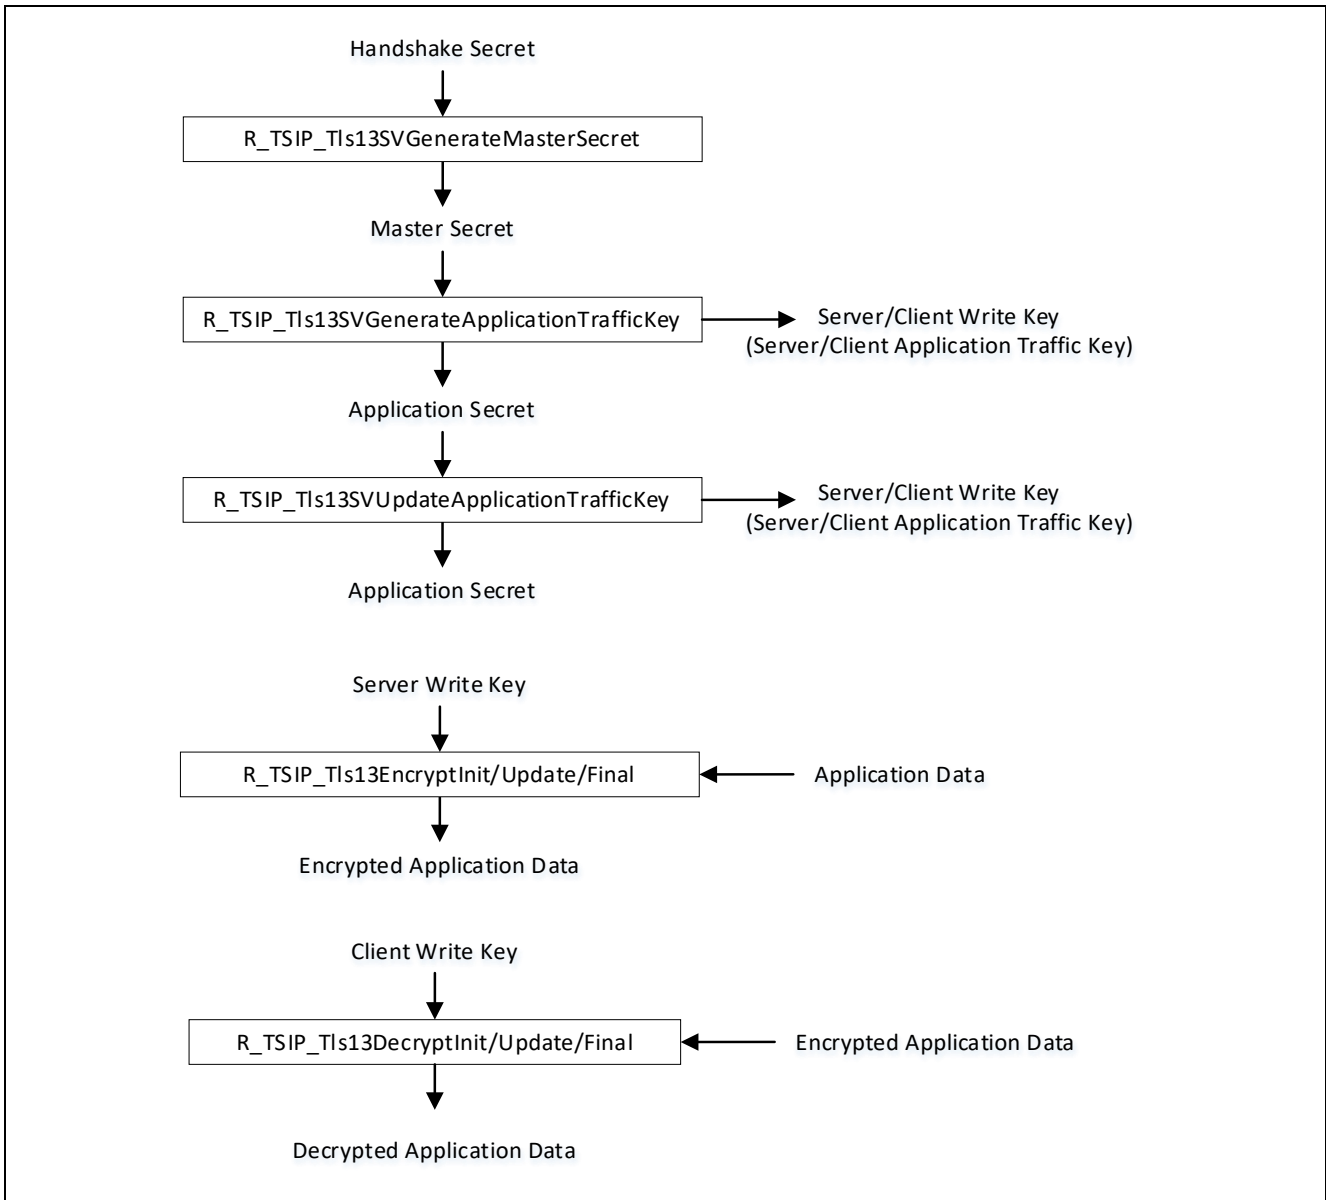 Handshake Secret
R_TSIP_Tls13SVGenerateMasterSecret
Master Secret
R_TSIP_Tls13SVGenerateApplicationTrafficKey
Server/Client Write Key
(Server/Client Application Traffic Key)
Application Secret
R_TSIP_Tls13SVUpdateApplicationTrafficKey
Server/Client Write Key
(Server/Client Application Traffic Key)
Application Secret
Server Write Key
R_TSIP_Tls13EncryptInit/Update/Final
Application Data
Encrypted Application Data
Client Write Key
R_TSIP_Tls13DecryptInit/Update/Final
Encrypted Application Data
Decrypted Application Data